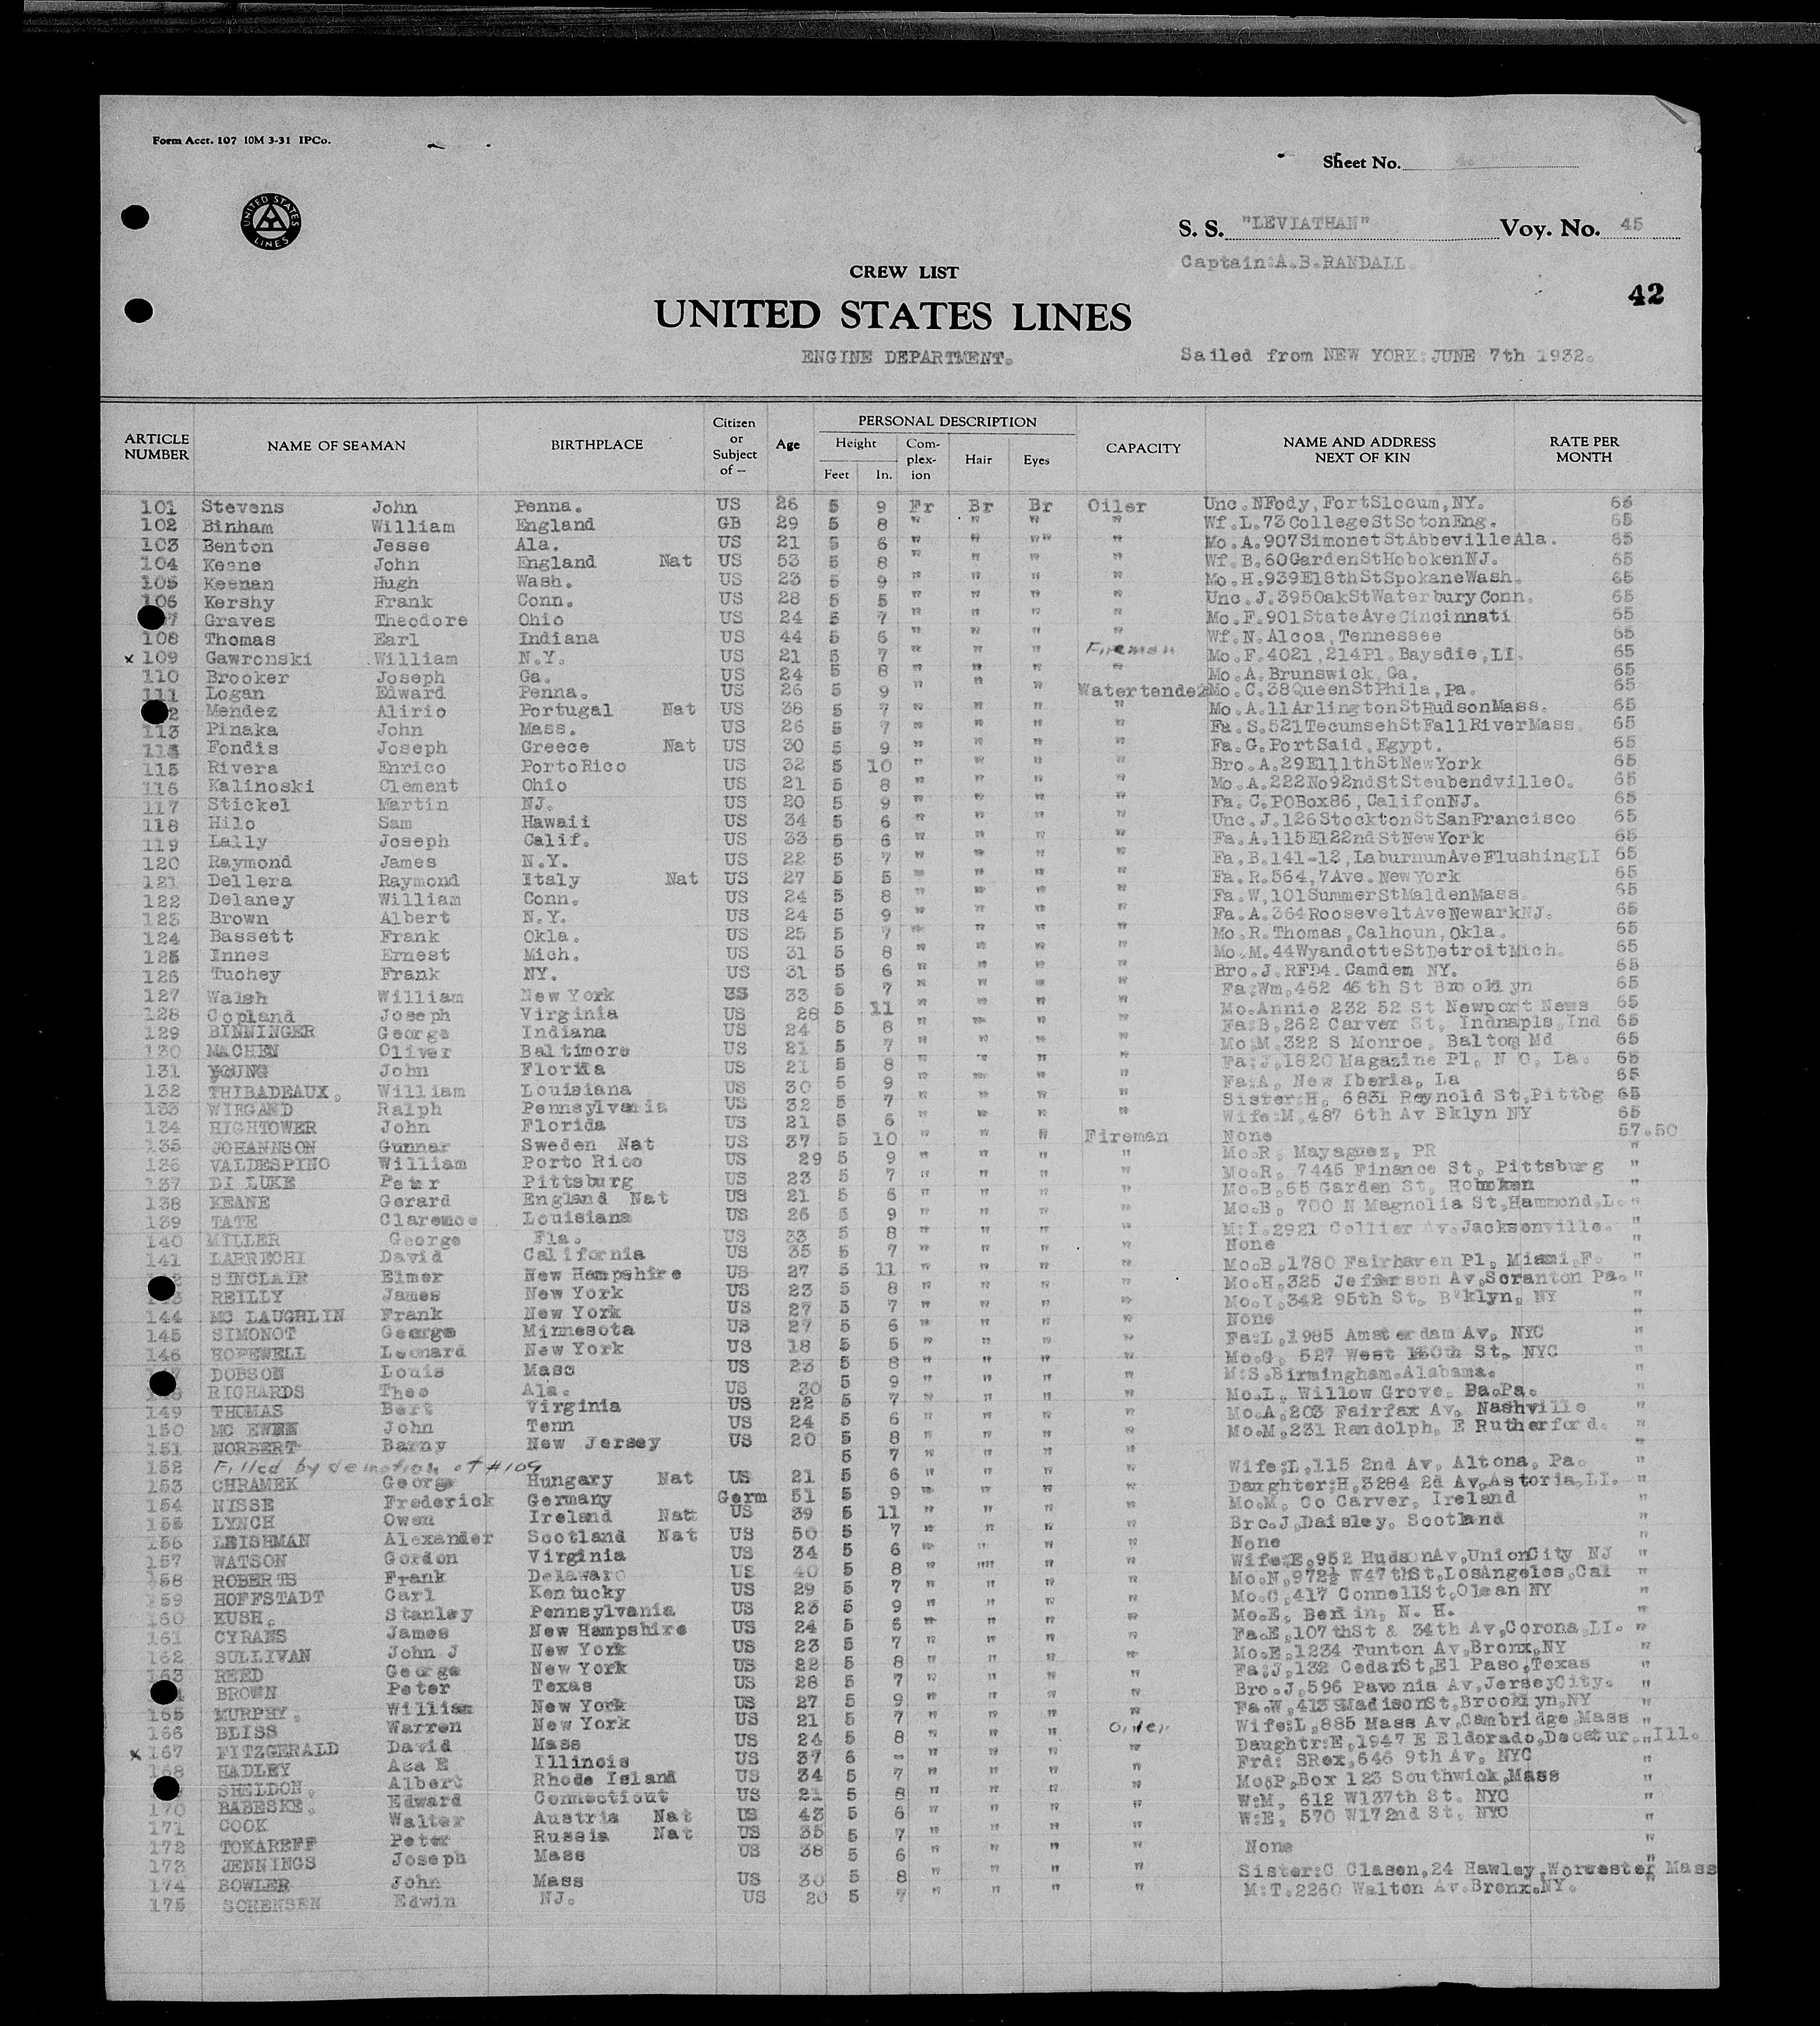 Form Acct. 107 10M 3-31 IPCo.
Sheet No.
UNITED STATES LINES
S. S. "LEVIATHAN" Voy. No. 45
Captain:A.B.RANDALL.
CREW LIST
42
UNITED STATES LINES
ENGINE DEPARTMENT. Sailed from NEW YORK:JUNE 7th 1932.
ARTICLE NUMBER NAME OF SEAMAN BIRTHPLACE Citizen or Subject of — Age PERSONAL DESCRIPTION Height Feet In. Com-plex-ion Hair Eyes CAPACITY NAME AND ADDRESS NEXT OF KIN RATE PER MONTH
101 Stevens John Penna. US 26 5 9 Fr Br Br Oiler Unc.NFody,FortSlocum,NY. 65
102 Binham William England GB 29 5 8 " " " " Wf.L.73CollegeStSotonEng. 65
103 Benton Jesse Ala. US 21 5 6 " " "" " Mo.A.907SimonetStAbbevilleAla. 65
104 Keane John England Nat US 53 5 8 " " " " Wf.B.60GardenStHobokenNJ. 65
105 Keenan Hugh Wash. US 23 5 9 " " " " Mo.H.939E18thStSpokaneWash. 65
106 Kershy Frank Conn. US 28 5 5 " " " " Unc.J.395OakStWaterburyConn. 65
7 Graves Theodore Ohio US 24 5 7 " " " " Mo.F.901StateAveCincinnati 65
108 Thomas Earl Indiana US 44 5 6 " " " " Wf.N.Alcoa,Tennessee 65
x 109 Gawronski William N.Y. US 21 5 7 " " " Fireman Mo.F.4021,214Pl.Baysdie,LI. 65
110 Brooker Joseph Ga. US 24 5 8 " " " " Mo.A.Brunswick,Ga. 65
111 Logan Edward Penna. US 26 5 9 " " " Watertender Mo.C.38QueenStPhila,Pa. 65
2 Mendez Alirio Portugal Nat US 38 5 7 " " " " Mo.A.11ArlingtonStHudsonMass. 65
113 Pinaka John Mass. US 26 5 7 " " " " Fa.S.521TecumsehStFallRiverMass. 65
114 Fondis Joseph Greece Nat US 30 5 9 " " " " Fa.G.PortSaid,Egypt. 65
115 Rivera Enrico PortoRico US 32 5 10 " " " " Bro.A.29E111thStNewYork 65
116 Kalinoski Clement Ohio US 21 5 8 " " " " Mo.A.222No92ndStSteubendvilleO. 65
117 Stickel Martin NJ. US 20 5 9 " " " " Fa.C.POBox86,CalifonNJ. 65
118 Hilo Sam Hawaii US 34 5 6 " " " " Unc.J.126StocktonStSanFrancisco 65
119 Lally Joseph Calif. US 33 5 6 " " " " Fa.A.115E122ndStNewYork 65
120 Raymond James N.Y. US 22 5 7 " " " " Fa.B.141-12,LaburnumAveFlushingLI 65
121 Dellera Raymond Italy Nat US 27 5 5 " " " " Fa.R.564,7Ave.NewYork 65
122 Delaney William Conn. US 24 5 8 " " " " Fa.W,101SummerStMaldenMass. 65
123 Brown Albert N.Y. US 24 5 9 " " " " Fa.A.364RooseveltAveNewarkNJ. 65
124 Bassett Frank Okla. US 25 5 7 " " " " Mo.R.Thomas,Calhoun,Okla. 65
125 Innes Ernest Mich. US 31 5 8 " " " " Mo.M.44WyandotteStDetroitMich. 65
126 Tuohey Frank NY. US 31 5 6 " " " " Bro.J.RFD4.Camden NY. 65
127 Walsh William New York US 33 5 7 " " " " Fa:Wm,462 46th St Brooklyn 65
128 Copland Joseph Virginia US 28 5 11 " " " " Mo.Annie 232 52 St Newport News 65
129 BINNINGER George Indiana US 24 5 8 " " " " Fa:B,262 Carver St, Indnapls,Ind 65
130 MACHEN Oliver Baltimore US 21 5 7 " " " " Mo:M.322 S Monroe, Baltom Md 65
131 YOUNG John Florida US 21 5 8 " " " " Fa:J,1820 Magazine Pl, N O, La. 65
132 THIBADEAUX. William Louisiana US 30 5 9 " " " " Fa:A, New Iberia, La 65
133 WIEGAND Ralph Pennsylvania US 32 5 7 " " " " Sister:H, 6831 Reynold St,Pittbg 65
134 HIGHTOWER John Florida US 21 5 6 " " " " Wife:M,487 6th Av Bklyn NY 65
135 JOHANNSON Gunnar Sweden Nat US 37 5 10 " " " Fireman None 57.50
136 VALDESPINO William Porto Rico US 29 5 9 " " " " Mo.R, Mayaguez, PR "
137 DI LUKE Peter Pittsburg US 23 5 7 " " " " Mo.R, 7446 Finance St, Pittsburg "
138 KEANE Gerard England Nat US 21 5 6 " " " " Mo.B,65 Garden St, Hoboken "
139 TATE Clarence Louisiana US 26 5 9 " " " " Mo.B, 700 N Magnolia St,Hammond,L. "
140 MILLER George Fla. US 33 5 8 " " " " M:I.2921 Collier Av.Jacksonville. "
141 LABRECHI David California US 35 5 7 " " " " None "
SINCLAIR Elmer New Hampshire US 27 5 11 " " " " Mo.B,1780 Fairhaven Pl, Miami,F. "
REILLY James New York US 23 5 8 " " " " Mo.H,325 Jefferson Av,Scranton Pa. "
144 MC LAUGHLIN Frank New York US 27 5 7 " " " " Mo.I,342 95th St, B'klyn, NY "
145 SIMONOT George Minnesota US 27 5 6 " " " " None "
146 HOPEWELL Leonard New York US 18 5 5 " " " " Fa:L,1985 Amsterdam Av, NYC "
DOBSON Louis Mass US 23 5 8 " " " " Mo.G, 527 West 150th St, NYC "
RICHARDS Theo Ala. US 30 5 9 " " " " M:S.Birmingham.Alabama. "
149 THOMAS Bert Virginia US 22 5 7 " " " " Mo.L, Willow Grove, Pa. "
150 MC EWEN John Tenn US 24 5 6 " " " " Mo.A,203 Fairfax Av, Nashville "
151 NORBERT Barny New Jersey US 20 5 8 " " " " Mo.M,231 Randolph, E Rutherford. "
152 Filled by demotion of #109 5 7 " " " "
153 CHRAMEK George Hungary Nat US 21 5 6 " " " " Wife:L,115 2nd Av, Altona, Pa. "
154 NISSE Frederick Germany Germ 51 5 9 " " " " Daughter:H,3284 2d Av,Astoria,LI. "
155 LYNCH Owen Ireland Nat US 39 5 11 " " " " Mo.M, Co Carver, Ireland "
156 LEISHMAN Alexander Scotland Nat US 50 5 7 " " " " Bro.J,Daisley, Scotland "
157 WATSON Gordon Virginia US 34 5 6 " " " " None "
158 ROBERTS Frank Delaware US 40 5 8 " " " " Wife:E,952 HudsonAv,UnionCity NJ "
159 HOFFSTADT Carl Kentucky US 29 5 7 " " " " Mo.N,972½ W47thSt,LosAngeles,Cal "
160 KUSH. Stanley Pennsylvania US 23 5 9 " " " " Mo.C,417 ConnellSt,Olean NY "
161 CYRANS James New Hampshire US 24 5 5 " " " " Mo.E, Berlin, N. H. "
162 SULLIVAN John J New York US 23 5 7 " " " " Fa.E,107thSt & 34th Av,Corona,LI. "
163 REED George New York US 22 5 8 " " " " Mo.E,1234 Tunton Av,Bronx,NY "
BROWN Peter Texas US 28 5 7 " " " " Fa:J,132 CedarSt,El Paso,Texas "
165 MURPHY. William New York US 27 5 9 " " " " Bro.J,596 Pavonia Av,JerseyCity. "
166 BLISS Warren New York US 21 5 7 " " " " Fa.W,413 MadisonSt,Brooklyn,NY "
x 167 FITZGERALD David Mass US 24 5 8 " " " Oiler Wife:L,885 Mass Av,Cambridge Mass "
168 HADLEY Asa E Illinois US 37 6 - " " " " Daughtr:E,1947 E Eldorado,Decatur,Ill. "
SHELDON. Albert Rhode Island US 34 5 7 " " " " Frd: SRex,646 9th Av, NYC "
170 BABESKE. Edward Connecticut US 21 5 8 " " " " Mo:P,Box 123 Southwick,Mass "
171 COOK Walter Austria Nat US 43 5 6 " " " " W:M, 612 W137th St. NYC "
172 TOKAREFF Peter Russia Nat US 35 5 7 " " " " W:E, 570 W172nd St, NYC "
173 JENNINGS Joseph Mass US 38 5 6 " " " " None "
174 BOWLER John Mass US 30 5 8 " " " " Sister:C Clasen,24 Hawley,Worcester Mass "
175 SORENSEN Edwin NJ. US 20 5 7 " " " " M:T.2260 Walton Av.Bronx.NY.